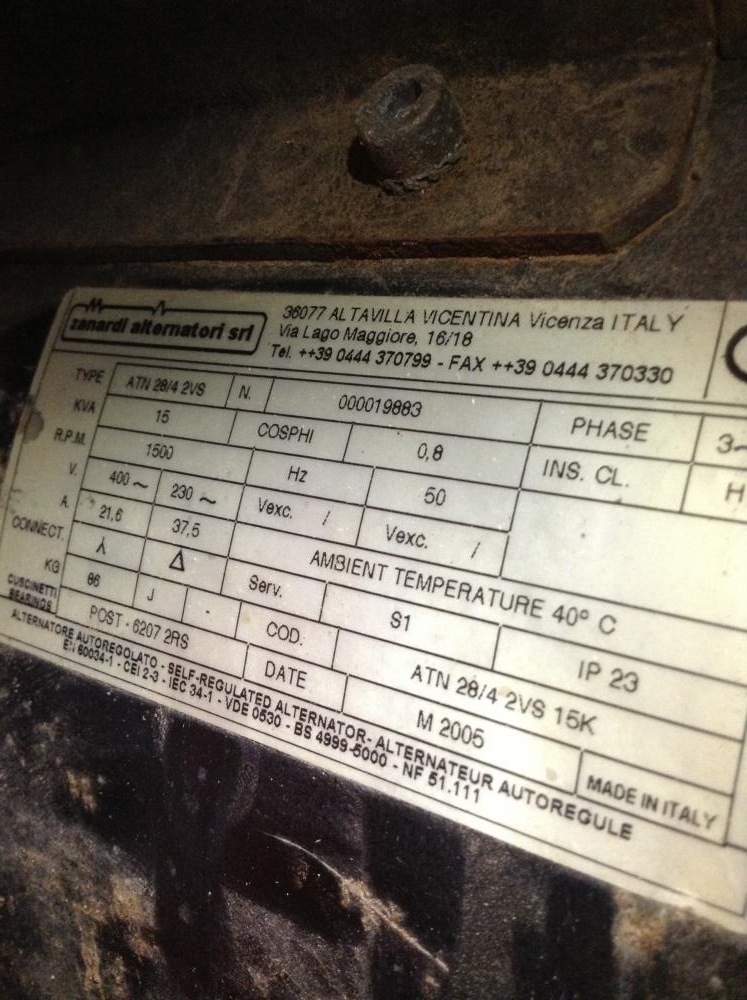 zanardi alternatori srl
36077 ALTAVILLA VICENTINA Vicenza ITALY
Via Lago Maggiore, 16/18
Tel. ++39 0444 370799 - FAX ++39 0444 370330
TYPE ATN 28/4 2VS N. 000019883 PHASE 3~
KVA 15 COSPHI 0,8 INS. CL. H
R.P.M. 1500 Hz 50
V. 400 ~ 230 ~ Vexc. / Vexc. /
A. 21,6 37,5 AMBIENT TEMPERATURE 40° C
CONNECT. Y Δ Serv. S1 IP 23
KG 86 J - COD. ATN 28/4 2VS 15K
CUSCINETTI BEARINGS POST - 6207 2RS DATE M 2005 MADE IN ITALY
ALTERNATORE AUTOREGOLATO - SELF-REGULATED ALTERNATOR - ALTERNATEUR AUTOREGULE
EN 60034-1 - CEI 2-3 - IEC 34-1 - VDE 0530 - BS 4999-5000 - NF 51.111